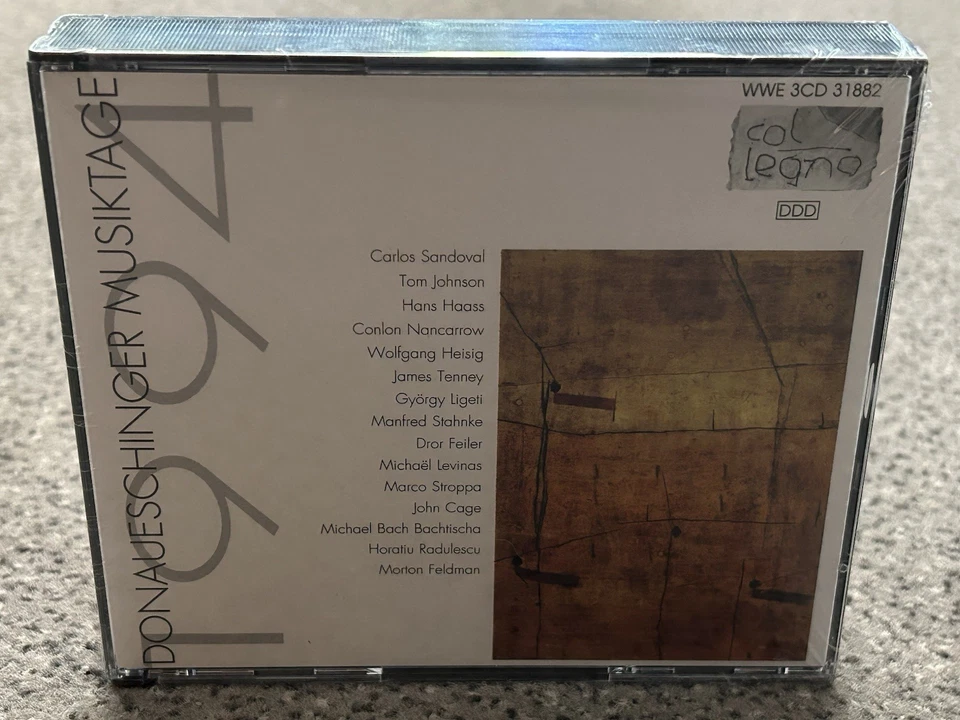 DONAUESCHINGER MUSIKTAGE
1994
WWE 3CD 31882
col
legno
DDD
Carlos Sandoval
Tom Johnson
Hans Haass
Conlon Nancarrow
Wolfgang Heisig
James Tenney
György Ligeti
Manfred Stahnke
Dror Feiler
Michaël Levinas
Marco Stroppa
John Cage
Michael Bach Bachtischa
Horatiu Radulescu
Morton Feldman